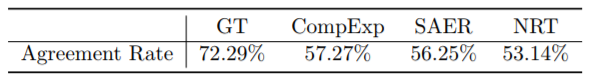 GT CompExp SAER NRT
Agreement Rate 72.29% 57.27% 56.25% 53.14%